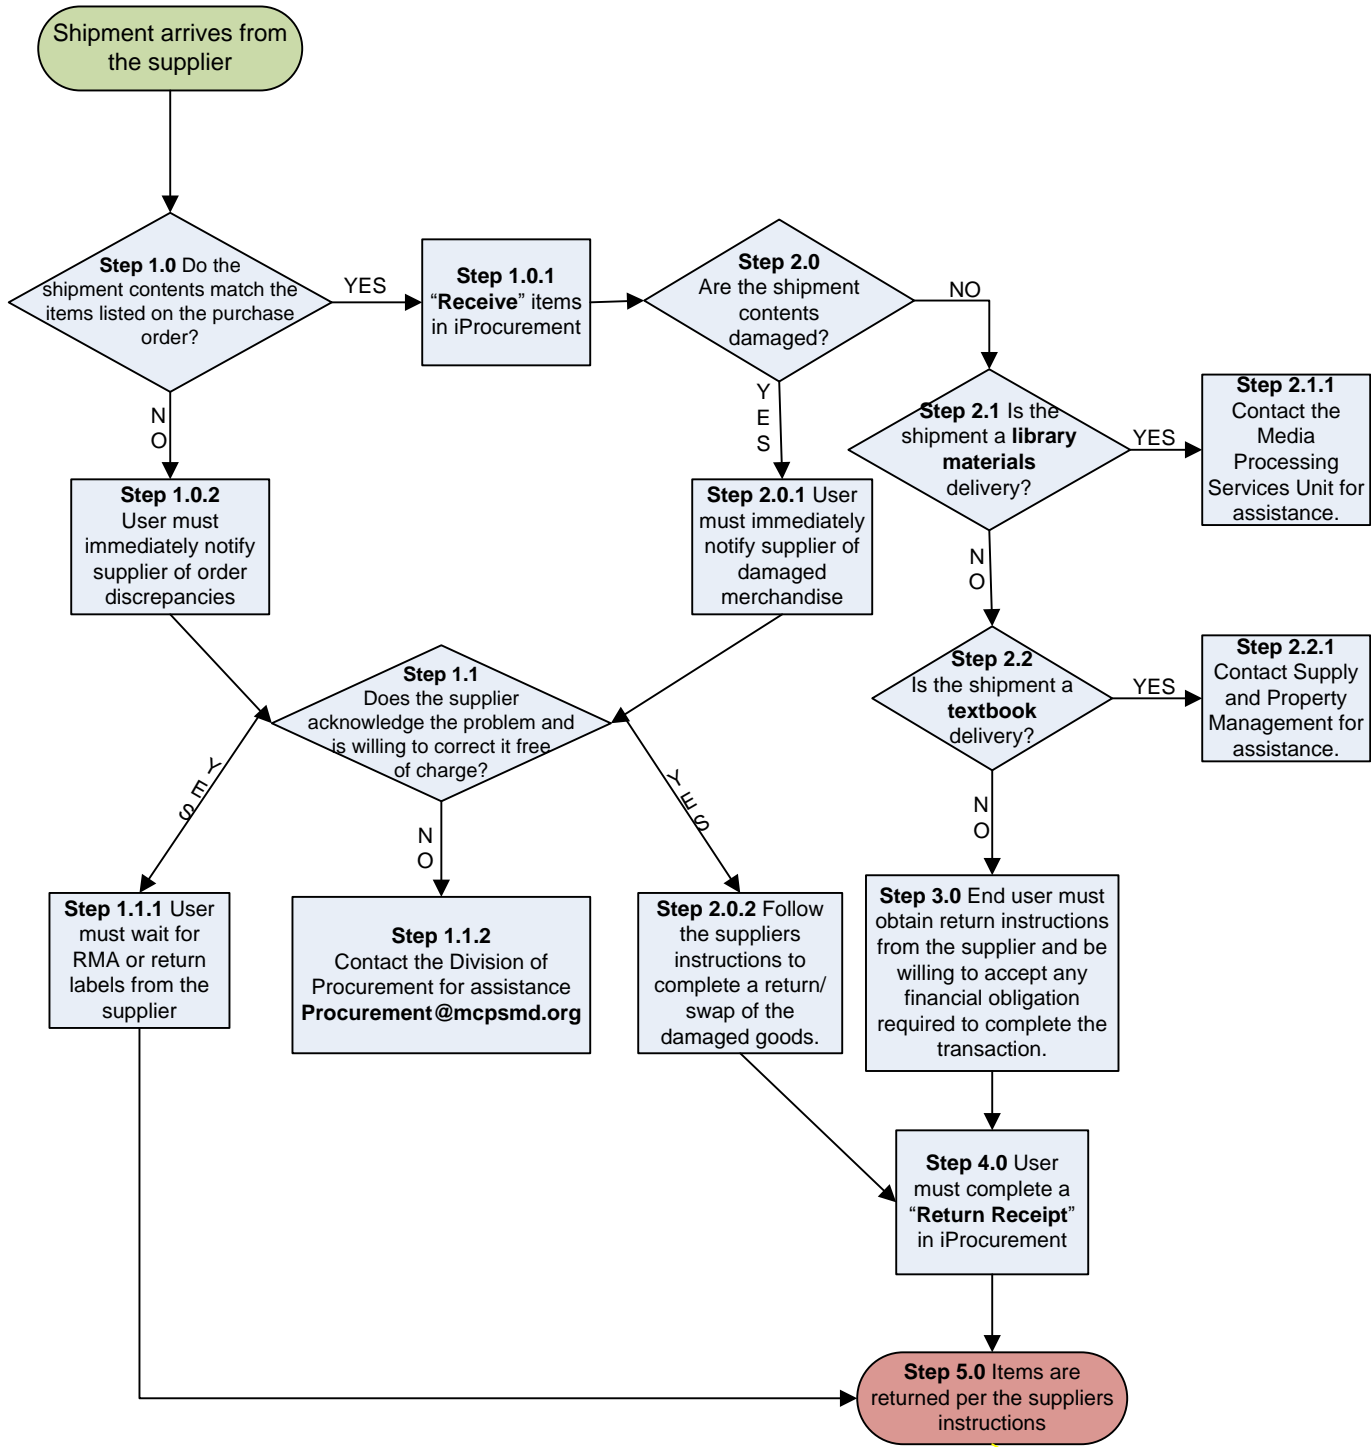 Shipment arrives from
the supplier
Step 1.0 Do the
shipment contents match the
items listed on the purchase
order?
YES
Step 1.0.1
“Receive” items
in iProcurement
Step 2.0
Are the shipment
contents
damaged?
NO
N
O
Y
E
S
Step 2.1 Is the
shipment a library
materials
delivery?
YES
Step 2.1.1
Contact the
Media
Processing
Services Unit for
assistance.
Step 1.0.2
User must
immediately notify
supplier of order
discrepancies
Step 2.0.1 User
must immediately
notify supplier of
damaged
merchandise
N
O
Step 1.1
Does the supplier
acknowledge the problem and
is willing to correct it free
of charge?
Step 2.2
Is the shipment a
textbook
delivery?
YES
Step 2.2.1
Contact Supply
and Property
Management for
assistance.
YES
N
O
YES
N
O
Step 1.1.1 User
must wait for
RMA or return
labels from the
supplier
Step 1.1.2
Contact the Division of
Procurement for assistance
Procurement@mcpsmd.org
Step 2.0.2 Follow
the suppliers
instructions to
complete a return/
swap of the
damaged goods.
Step 3.0 End user must
obtain return instructions
from the supplier and be
willing to accept any
financial obligation
required to complete the
transaction.
Step 4.0 User
must complete a
“Return Receipt”
in iProcurement
Step 5.0 Items are
returned per the suppliers
instructions